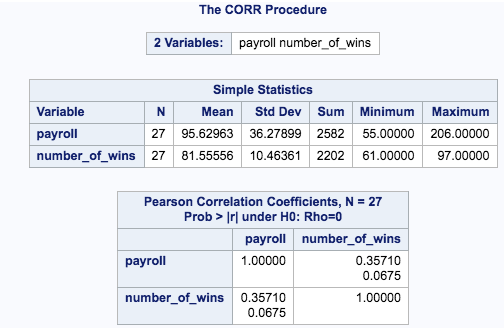 The CORR Procedure
2 Variables: payroll number_of_wins
Simple Statistics
Variable N Mean Std Dev Sum Minimum Maximum
payroll 27 95.62963 36.27899 2582 55.00000 206.00000
number_of_wins 27 81.55556 10.46361 2202 61.00000 97.00000
Pearson Correlation Coefficients, N = 27
Prob > |r| under H0: Rho=0
payroll number_of_wins
payroll 1.00000 0.35710
0.0675
number_of_wins 0.35710 1.00000
0.0675